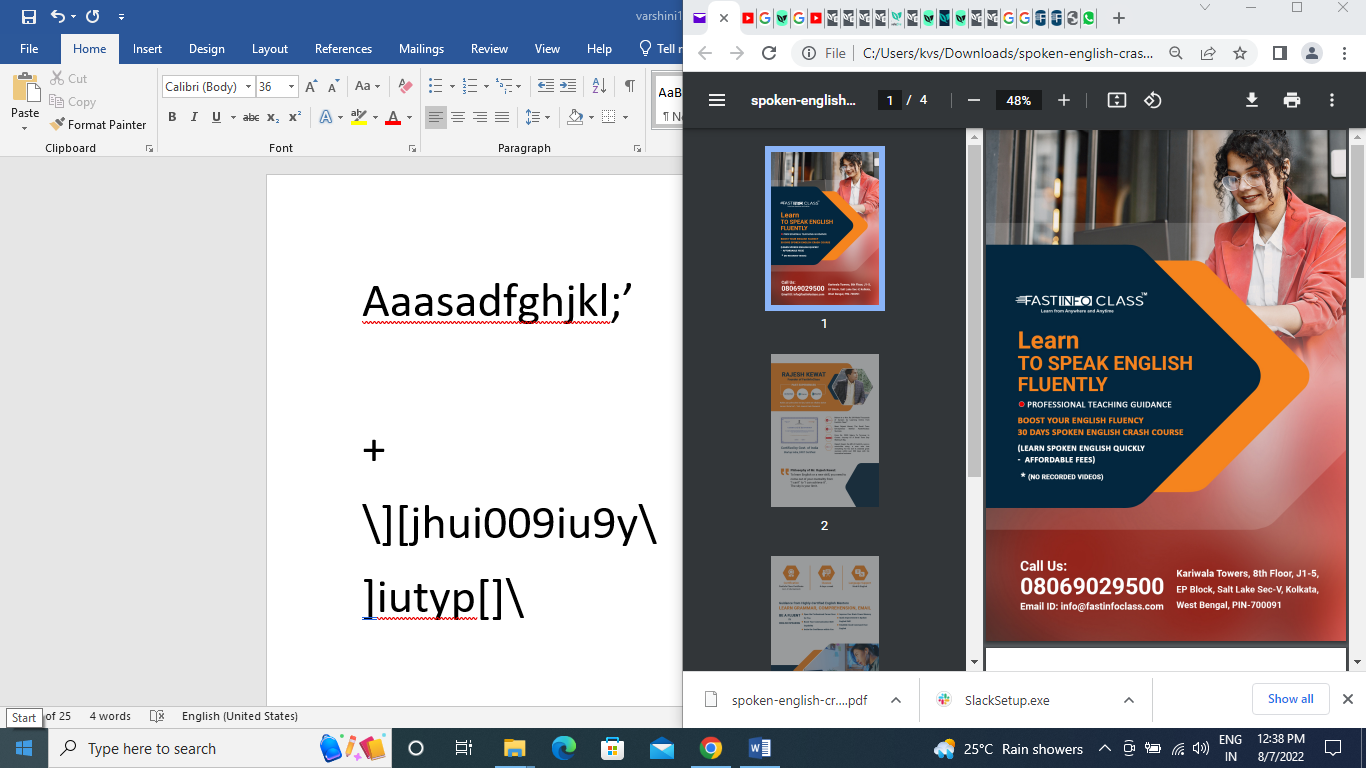 varshini1
File Home Insert Design Layout References Mailings Review View Help Tell
Paste
Cut
Copy
Format Painter
Calibri (Body) 36
Clipboard Font Paragraph
Aaasadfghjkl;’
+
\][jhui009iu9y\
]iutyp[]\
of 25 4 words English (United States)
Start
File C:/Users/kvs/Downloads/spoken-english-cras...
spoken-english... 1 / 4 48%
1
RAJESH KEWAT
2
FASTINFO CLASS™
Learn from Anywhere and Anytime
Learn
TO SPEAK ENGLISH
FLUENTLY
PROFESSIONAL TEACHING GUIDANCE
BOOST YOUR ENGLISH FLUENCY
30 DAYS SPOKEN ENGLISH CRASH COURSE
(LEARN SPOKEN ENGLISH QUICKLY
- AFFORDABLE FEES)
* (NO RECORDED VIDEOS)
Call Us:
08069029500
Email ID: info@fastinfoclass.com
Kariwala Towers, 8th Floor, J1-5,
EP Block, Salt Lake Sec-V, Kolkata,
West Bengal, PIN-700091
spoken-english-cr....pdf SlackSetup.exe Show all
Type here to search
25°C Rain showers
ENG
IN
12:38 PM
8/7/2022